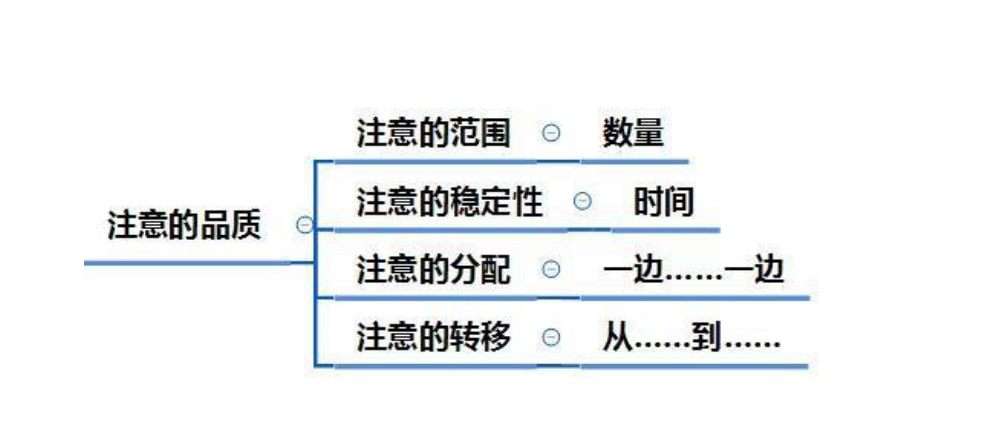 注意的品质
注意的范围 数量
注意的稳定性 时间
注意的分配 一边……一边
注意的转移 从……到……